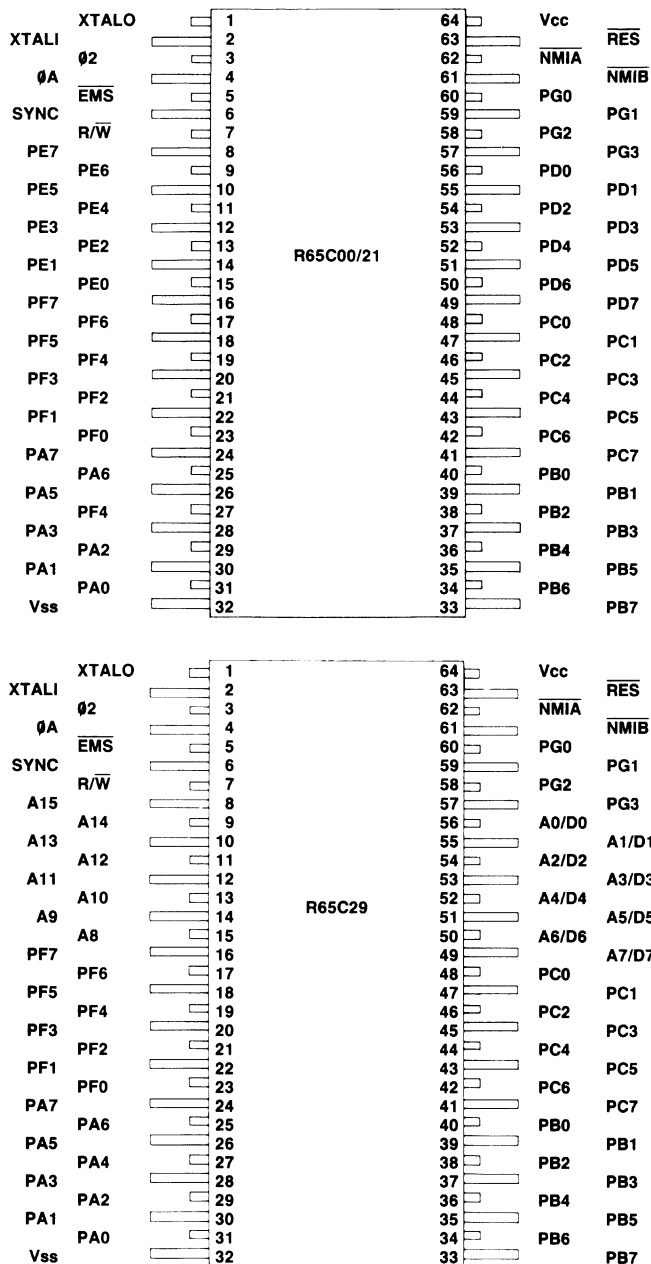 XTALO 1 64 Vcc
XTALI 2 63 RES
Ø2 3 62 NMIA
ØA 4 61 NMIB
EMS 5 60 PG0
SYNC 6 59 PG1
R/W 7 58 PG2
PE7 8 57 PG3
PE6 9 56 PD0
PE5 10 55 PD1
PE4 11 54 PD2
PE3 12 53 PD3
PE2 13 52 PD4
R65C00/21
PE1 14 51 PD5
PE0 15 50 PD6
PF7 16 49 PD7
PF6 17 48 PC0
PF5 18 47 PC1
PF4 19 46 PC2
PF3 20 45 PC3
PF2 21 44 PC4
PF1 22 43 PC5
PF0 23 42 PC6
PA7 24 41 PC7
PA6 25 40 PB0
PA5 26 39 PB1
PF4 27 38 PB2
PA3 28 37 PB3
PA2 29 36 PB4
PA1 30 35 PB5
PA0 31 34 PB6
Vss 32 33 PB7
XTALO 1 64 Vcc
XTALI 2 63 RES
Ø2 3 62 NMIA
ØA 4 61 NMIB
EMS 5 60 PG0
SYNC 6 59 PG1
R/W 7 58 PG2
A15 8 57 PG3
A14 9 56 A0/D0
A13 10 55 A1/D1
A12 11 54 A2/D2
A11 12 53 A3/D3
A10 13 52 A4/D4
R65C29
A9 14 51 A5/D5
A8 15 50 A6/D6
PF7 16 49 A7/D7
PF6 17 48 PC0
PF5 18 47 PC1
PF4 19 46 PC2
PF3 20 45 PC3
PF2 21 44 PC4
PF1 22 43 PC5
PF0 23 42 PC6
PA7 24 41 PC7
PA6 25 40 PB0
PA5 26 39 PB1
PA4 27 38 PB2
PA3 28 37 PB3
PA2 29 36 PB4
PA1 30 35 PB5
PA0 31 34 PB6
Vss 32 33 PB7